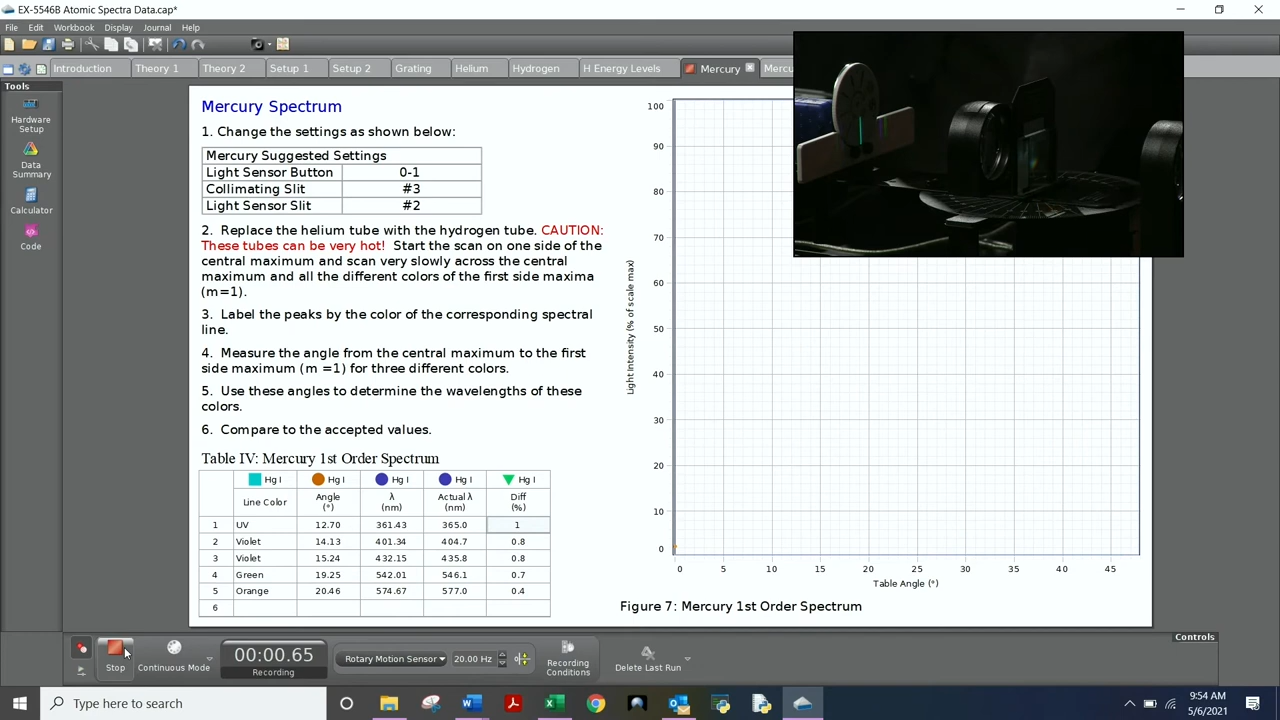 EX-5546B Atomic Spectra Data.cap*
File Edit Workbook Display Journal Help
Introduction Theory 1 Theory 2 Setup 1 Setup 2 Grating Helium Hydrogen H Energy Levels Mercury Mercu
Tools
Hardware
Setup
Data
Summary
Calculator
Code
Mercury Spectrum
1. Change the settings as shown below:
Mercury Suggested Settings
Light Sensor Button 0-1
Collimating Slit #3
Light Sensor Slit #2
2. Replace the helium tube with the hydrogen tube. CAUTION:
These tubes can be very hot! Start the scan on one side of the
central maximum and scan very slowly across the central
maximum and all the different colors of the first side maxima
(m=1).
3. Label the peaks by the color of the corresponding spectral
line.
4. Measure the angle from the central maximum to the first
side maximum (m =1) for three different colors.
5. Use these angles to determine the wavelengths of these
colors.
6. Compare to the accepted values.
Table IV: Mercury 1st Order Spectrum
Hg I Hg I Hg I Hg I Hg I
Line Color Angle (°) λ (nm) Actual λ (nm) Diff (%)
1 UV 12.70 361.43 365.0 1
2 Violet 14.13 401.34 404.7 0.8
3 Violet 15.24 432.15 435.8 0.8
4 Green 19.25 542.01 546.1 0.7
5 Orange 20.46 574.67 577.0 0.4
6
100
90
80
70
60
50
40
30
20
10
0
Light Intensity (% of scale max)
0 5 10 15 20 25 30 35 40 45
Table Angle (°)
Figure 7: Mercury 1st Order Spectrum
Controls
Stop
Continuous Mode
00:00.65
Recording
Rotary Motion Sensor
20.00 Hz
Recording
Conditions
Delete Last Run
Type here to search
9:54 AM
5/6/2021